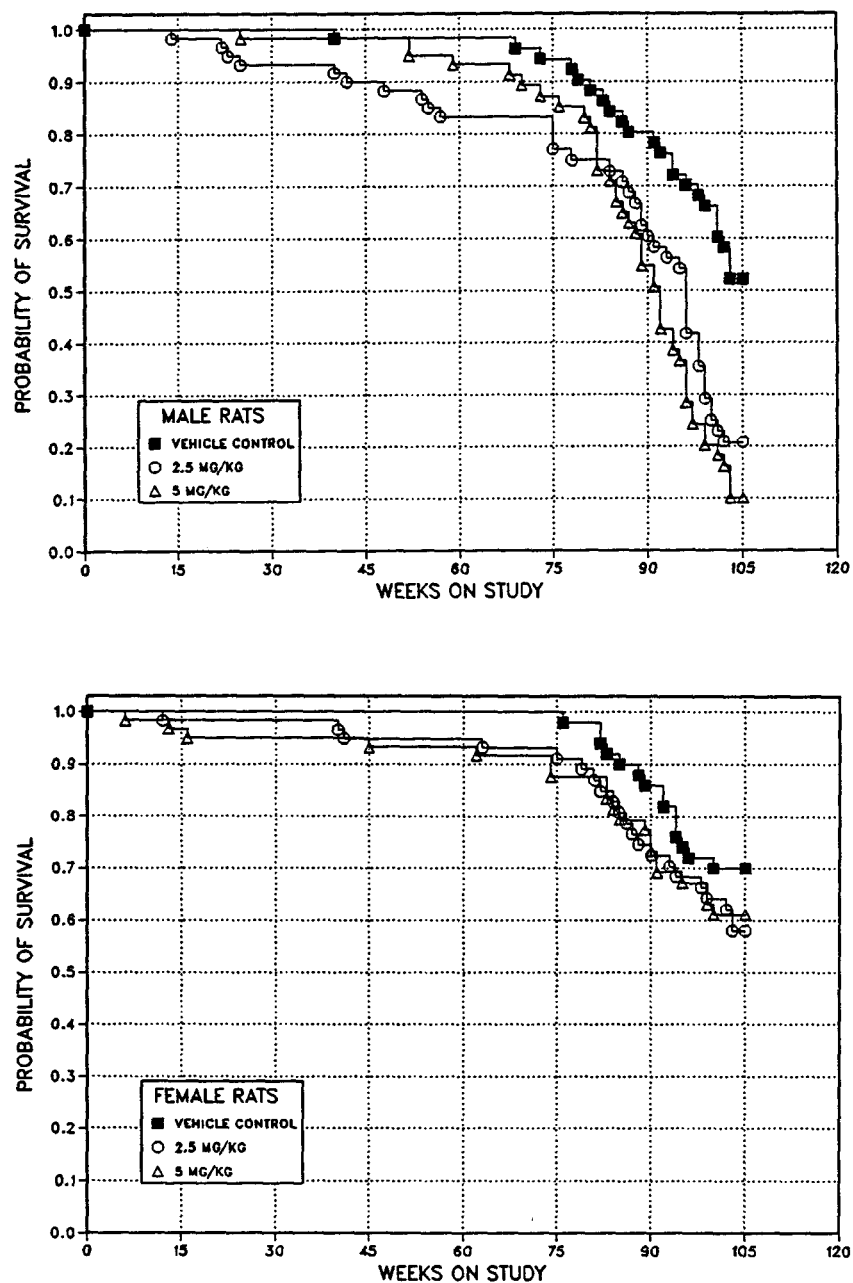 1.0
0.9
0.8
0.7
0.6
0.5
0.4
0.3
0.2
0.1
0.0
PROBABILITY OF SURVIVAL
MALE RATS
VEHICLE CONTROL
2.5 MG/KG
5 MG/KG
0 15 30 45 60 75 90 105 120
WEEKS ON STUDY
1.0
0.9
0.8
0.7
0.6
0.5
0.4
0.3
0.2
0.1
0.0
PROBABILITY OF SURVIVAL
FEMALE RATS
VEHICLE CONTROL
2.5 MG/KG
5 MG/KG
0 15 30 45 60 75 90 105 120
WEEKS ON STUDY